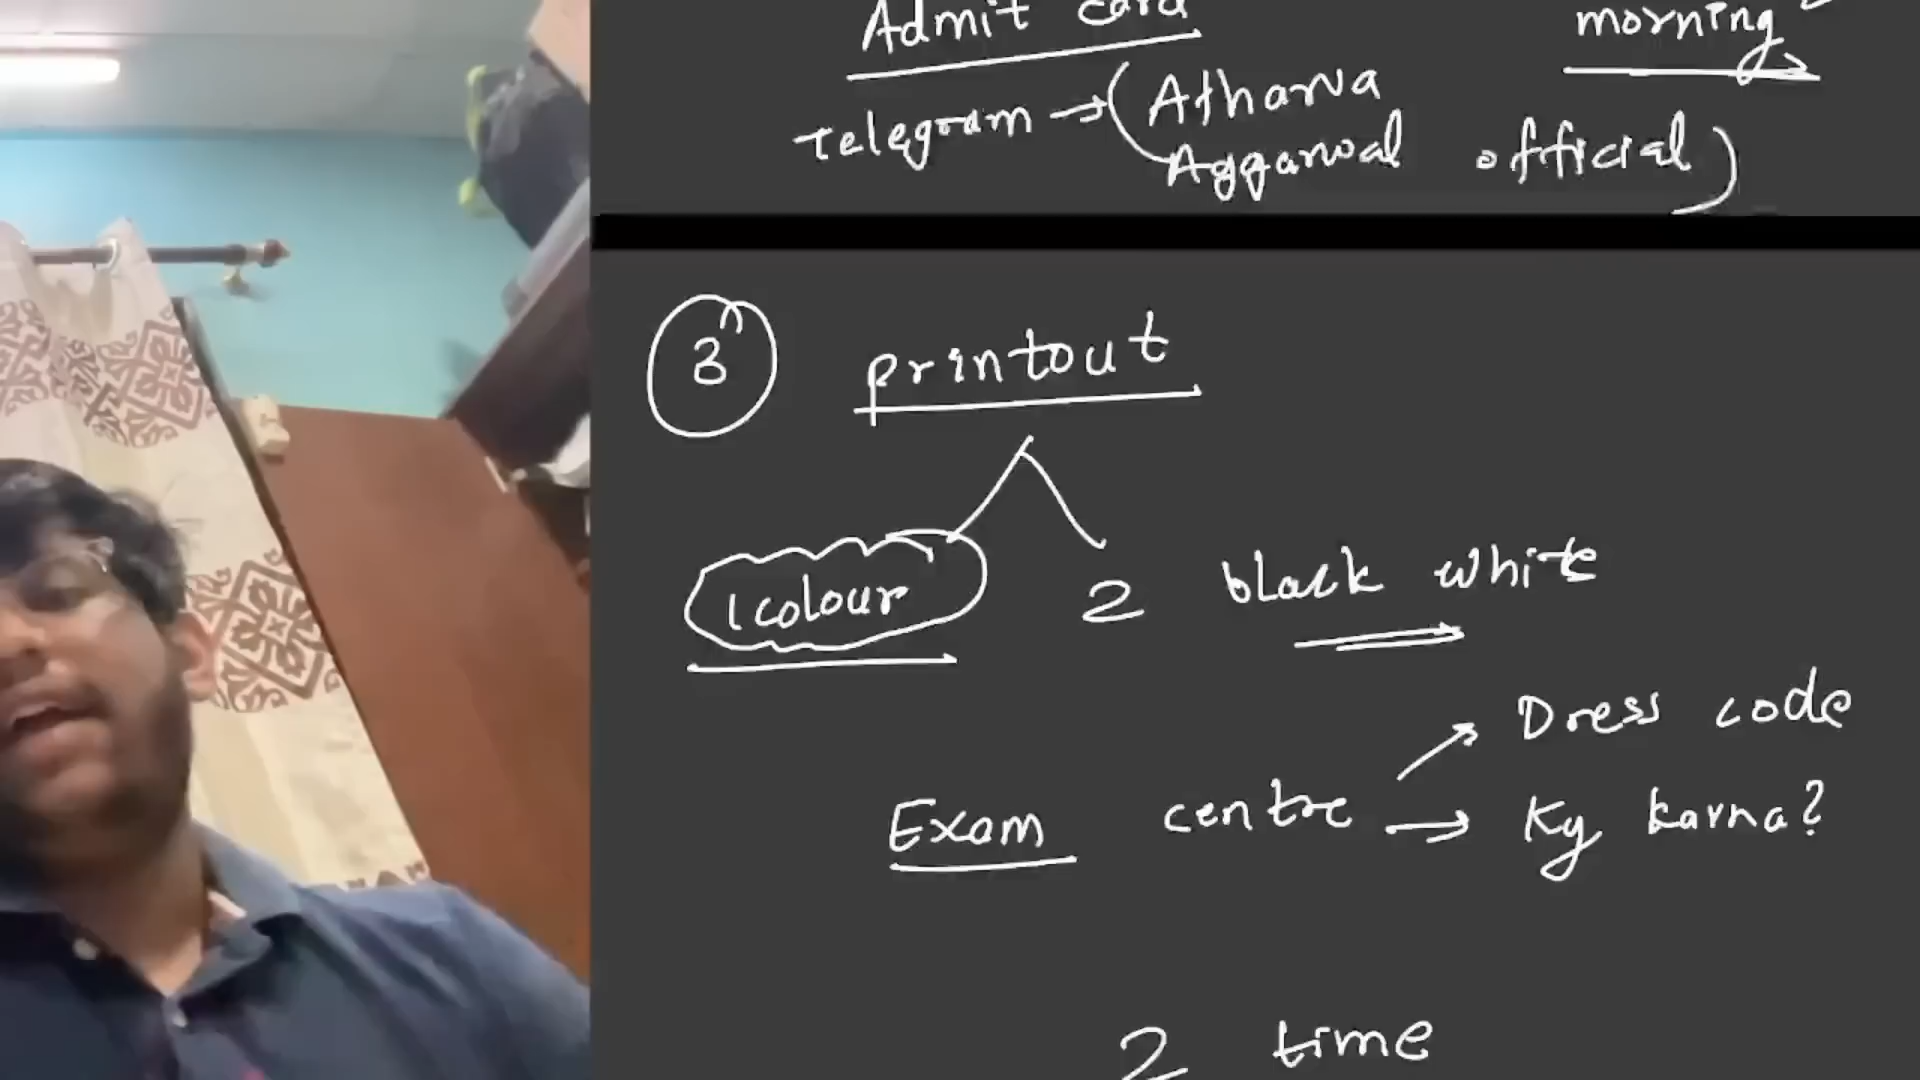 Admit card
morning
Telegram → (Atharva
Aggarwal official)
3 printout
1 colour 2 black white
Dress code
Exam centre → Ky karna?
2 time